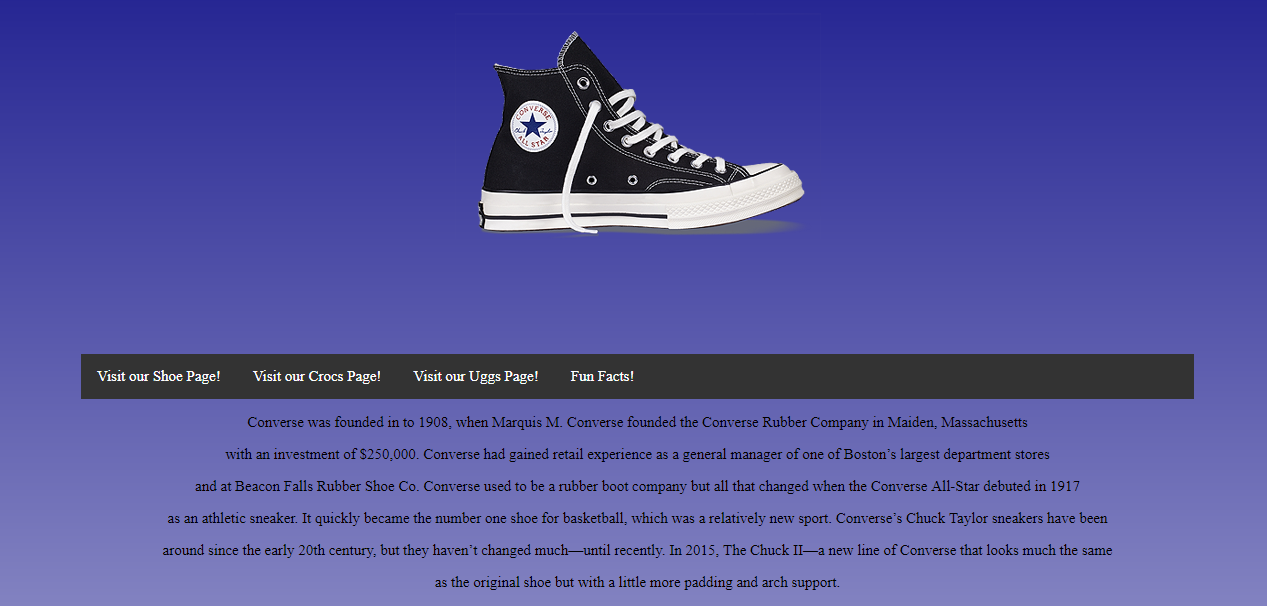 CONVERSE
ALL STAR
Visit our Shoe Page! Visit our Crocs Page! Visit our Uggs Page! Fun Facts!
Converse was founded in to 1908, when Marquis M. Converse founded the Converse Rubber Company in Maiden, Massachusetts
with an investment of $250,000. Converse had gained retail experience as a general manager of one of Boston’s largest department stores
and at Beacon Falls Rubber Shoe Co. Converse used to be a rubber boot company but all that changed when the Converse All-Star debuted in 1917
as an athletic sneaker. It quickly became the number one shoe for basketball, which was a relatively new sport. Converse’s Chuck Taylor sneakers have been
around since the early 20th century, but they haven’t changed much—until recently. In 2015, The Chuck II—a new line of Converse that looks much the same
as the original shoe but with a little more padding and arch support.